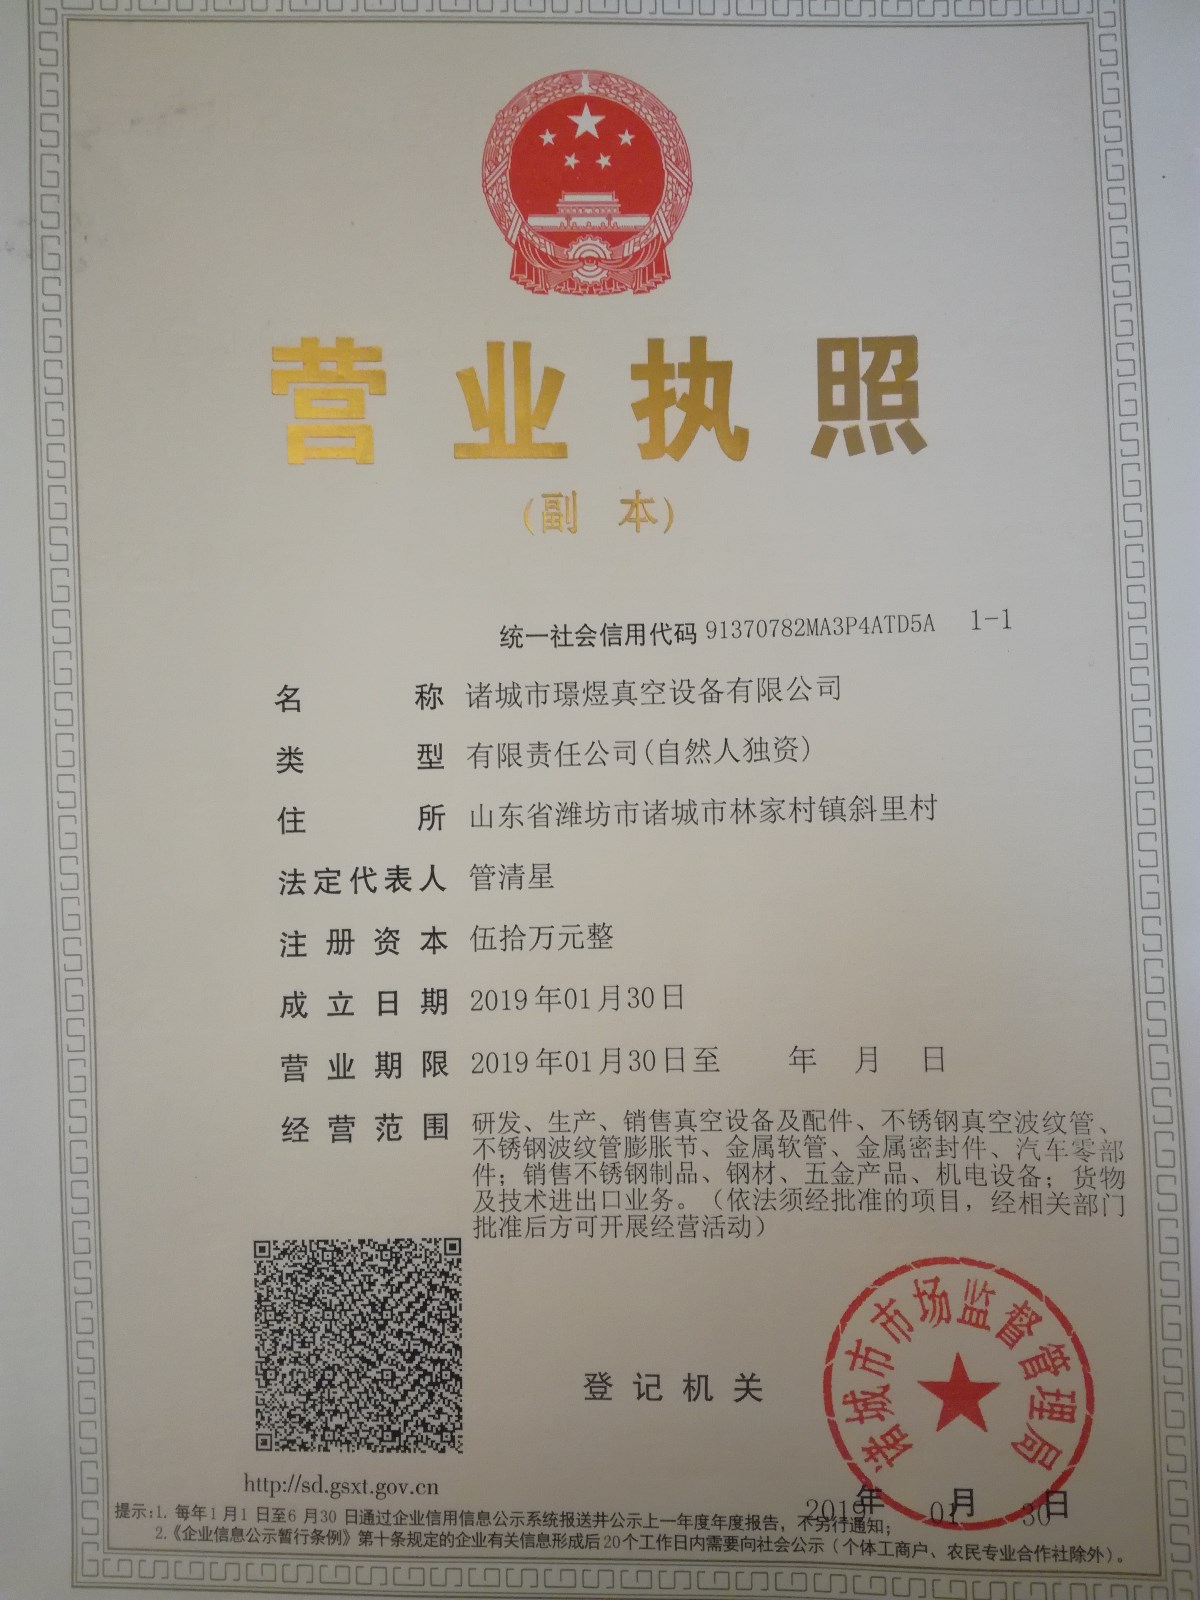 营业执照
(副 本)
统一社会信用代码 91370782MA3P4ATD5A 1-1
名 称 诸城市璟煜真空设备有限公司
类 型 有限责任公司(自然人独资)
住 所 山东省潍坊市诸城市林家村镇斜里村
法定代表人 管清星
注册资本 伍拾万元整
成立日期 2019年01月30日
营业期限 2019年01月30日至 年 月 日
经营范围 研发、生产、销售真空设备及配件、不锈钢真空波纹管、
不锈钢波纹管膨胀节、金属软管、金属密封件、汽车零部
件；销售不锈钢制品、钢材、五金产品、机电设备；货物
及技术进出口业务。（依法须经批准的项目，经相关部门
批准后方可开展经营活动）
诸城市市场监督管理局
登记机关
http://sd.gsxt.gov.cn
2019年 01月 30日
提示:1. 每年1月1日至6月30日通过企业信用信息公示系统报送并公示上一年度年度报告，不另行通知；
2.《企业信息公示暂行条例》第十条规定的企业有关信息形成后20个工作日内需要向社会公示（个体工商户、农民专业合作社除外）。